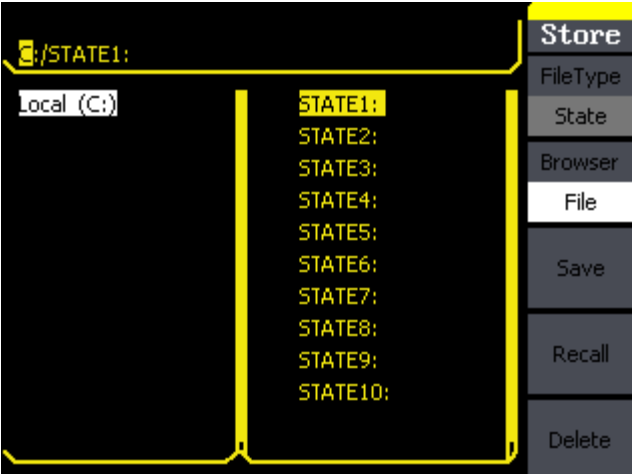 C:/STATE1:
Local (C:)
STATE1:
STATE2:
STATE3:
STATE4:
STATE5:
STATE6:
STATE7:
STATE8:
STATE9:
STATE10:
Store
FileType
State
Browser
File
Save
Recall
Delete